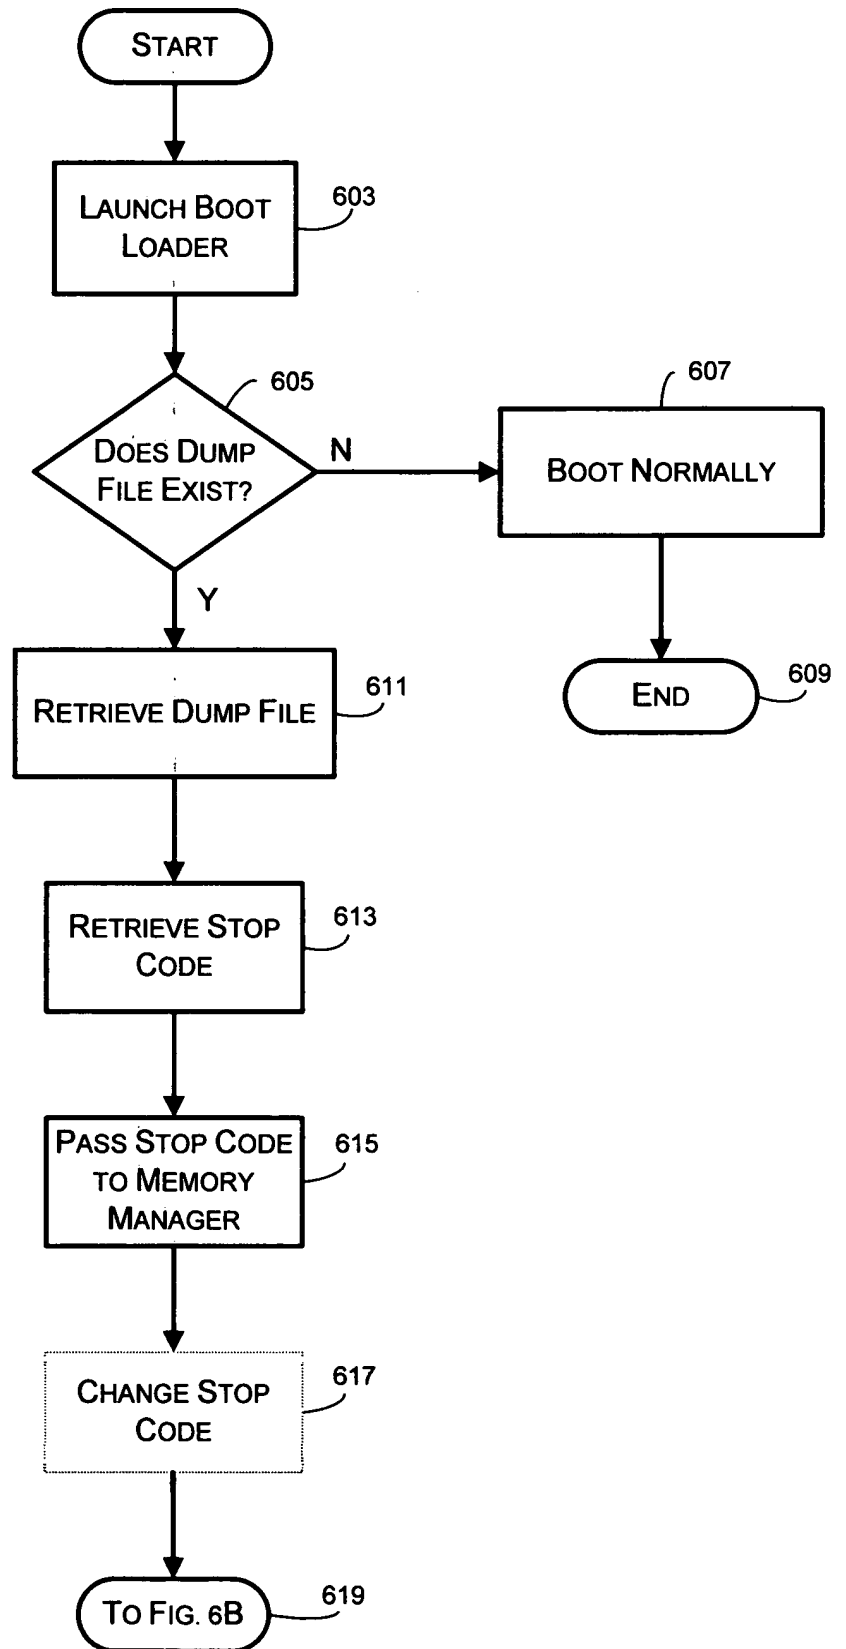 START
LAUNCH BOOT
LOADER
603
605
DOES DUMP
FILE EXIST?
N
607
BOOT NORMALLY
Y
END
609
RETRIEVE DUMP FILE
611
RETRIEVE STOP
CODE
613
PASS STOP CODE
TO MEMORY
MANAGER
615
CHANGE STOP
CODE
617
TO FIG. 6B
619